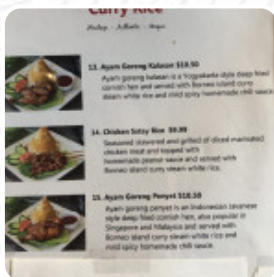 Curry Rice
13. Ayam Goreng Kalasan $10.50
Ayam goreng kalasan is a Yogyakarta style deep fried
cornish hen and served with Borneo island curry
steam white rice and mild spicy homemade chili sauce
14. Chicken Satay Rice $9.99
Seasoned skewered and grilled of diced marinated
chicken meat and topped with
homemade peanut sauce and served with
Borneo island curry steam white rice.
15. Ayam Goreng Penyet $10.50
Ayam goreng penyet is an Indonesian Javanese
style deep fried cornish hen, also popular in
Singapore and Malaysia and served with
Borneo island curry steam white rice and
mild spicy homemade chili sauce.